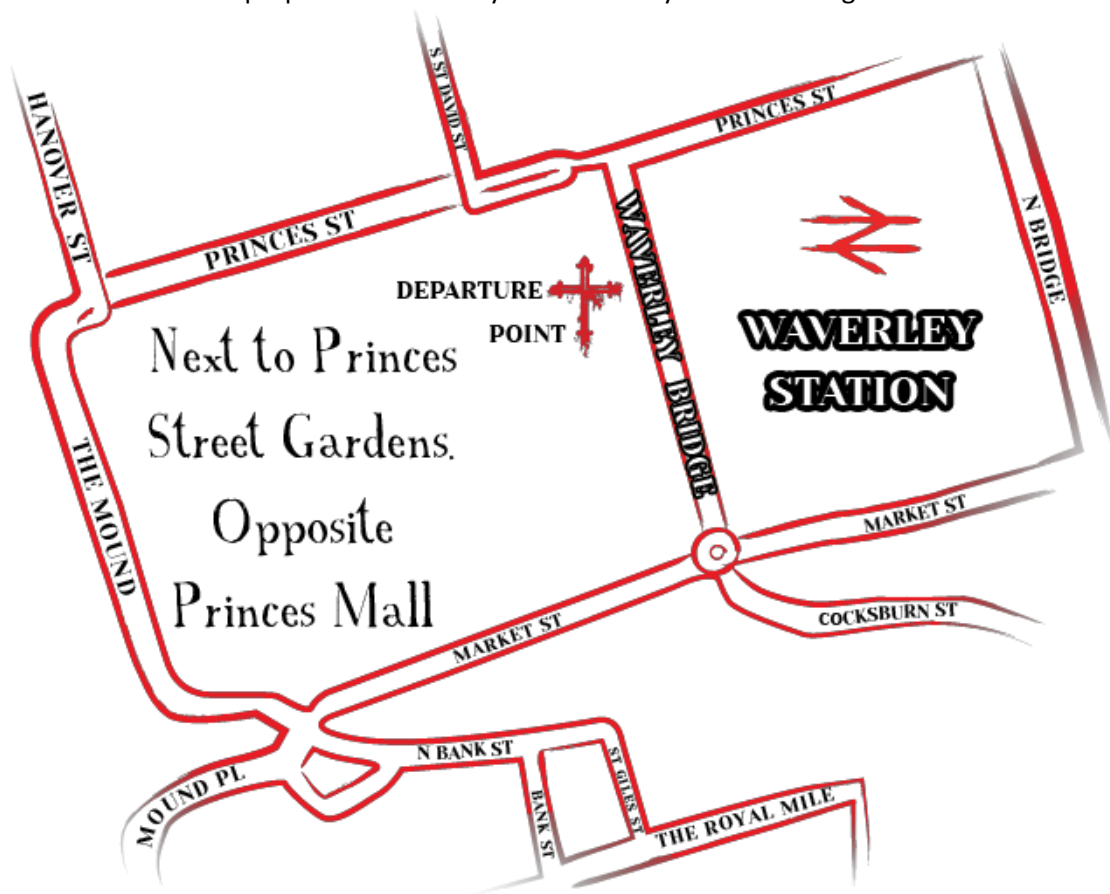 S ST DAVID ST
HANOVER ST
PRINCES ST
PRINCES ST
N BRIDGE
WAVERLEY BRIDGE
DEPARTURE
POINT
WAVERLEY
STATION
Next to Princes
Street Gardens.
Opposite
Princes Mall
THE MOUND
MARKET ST
MARKET ST
COCKSBURN ST
N BANK ST
MOUND PL
BANK ST
ST GILES ST
THE ROYAL MILE